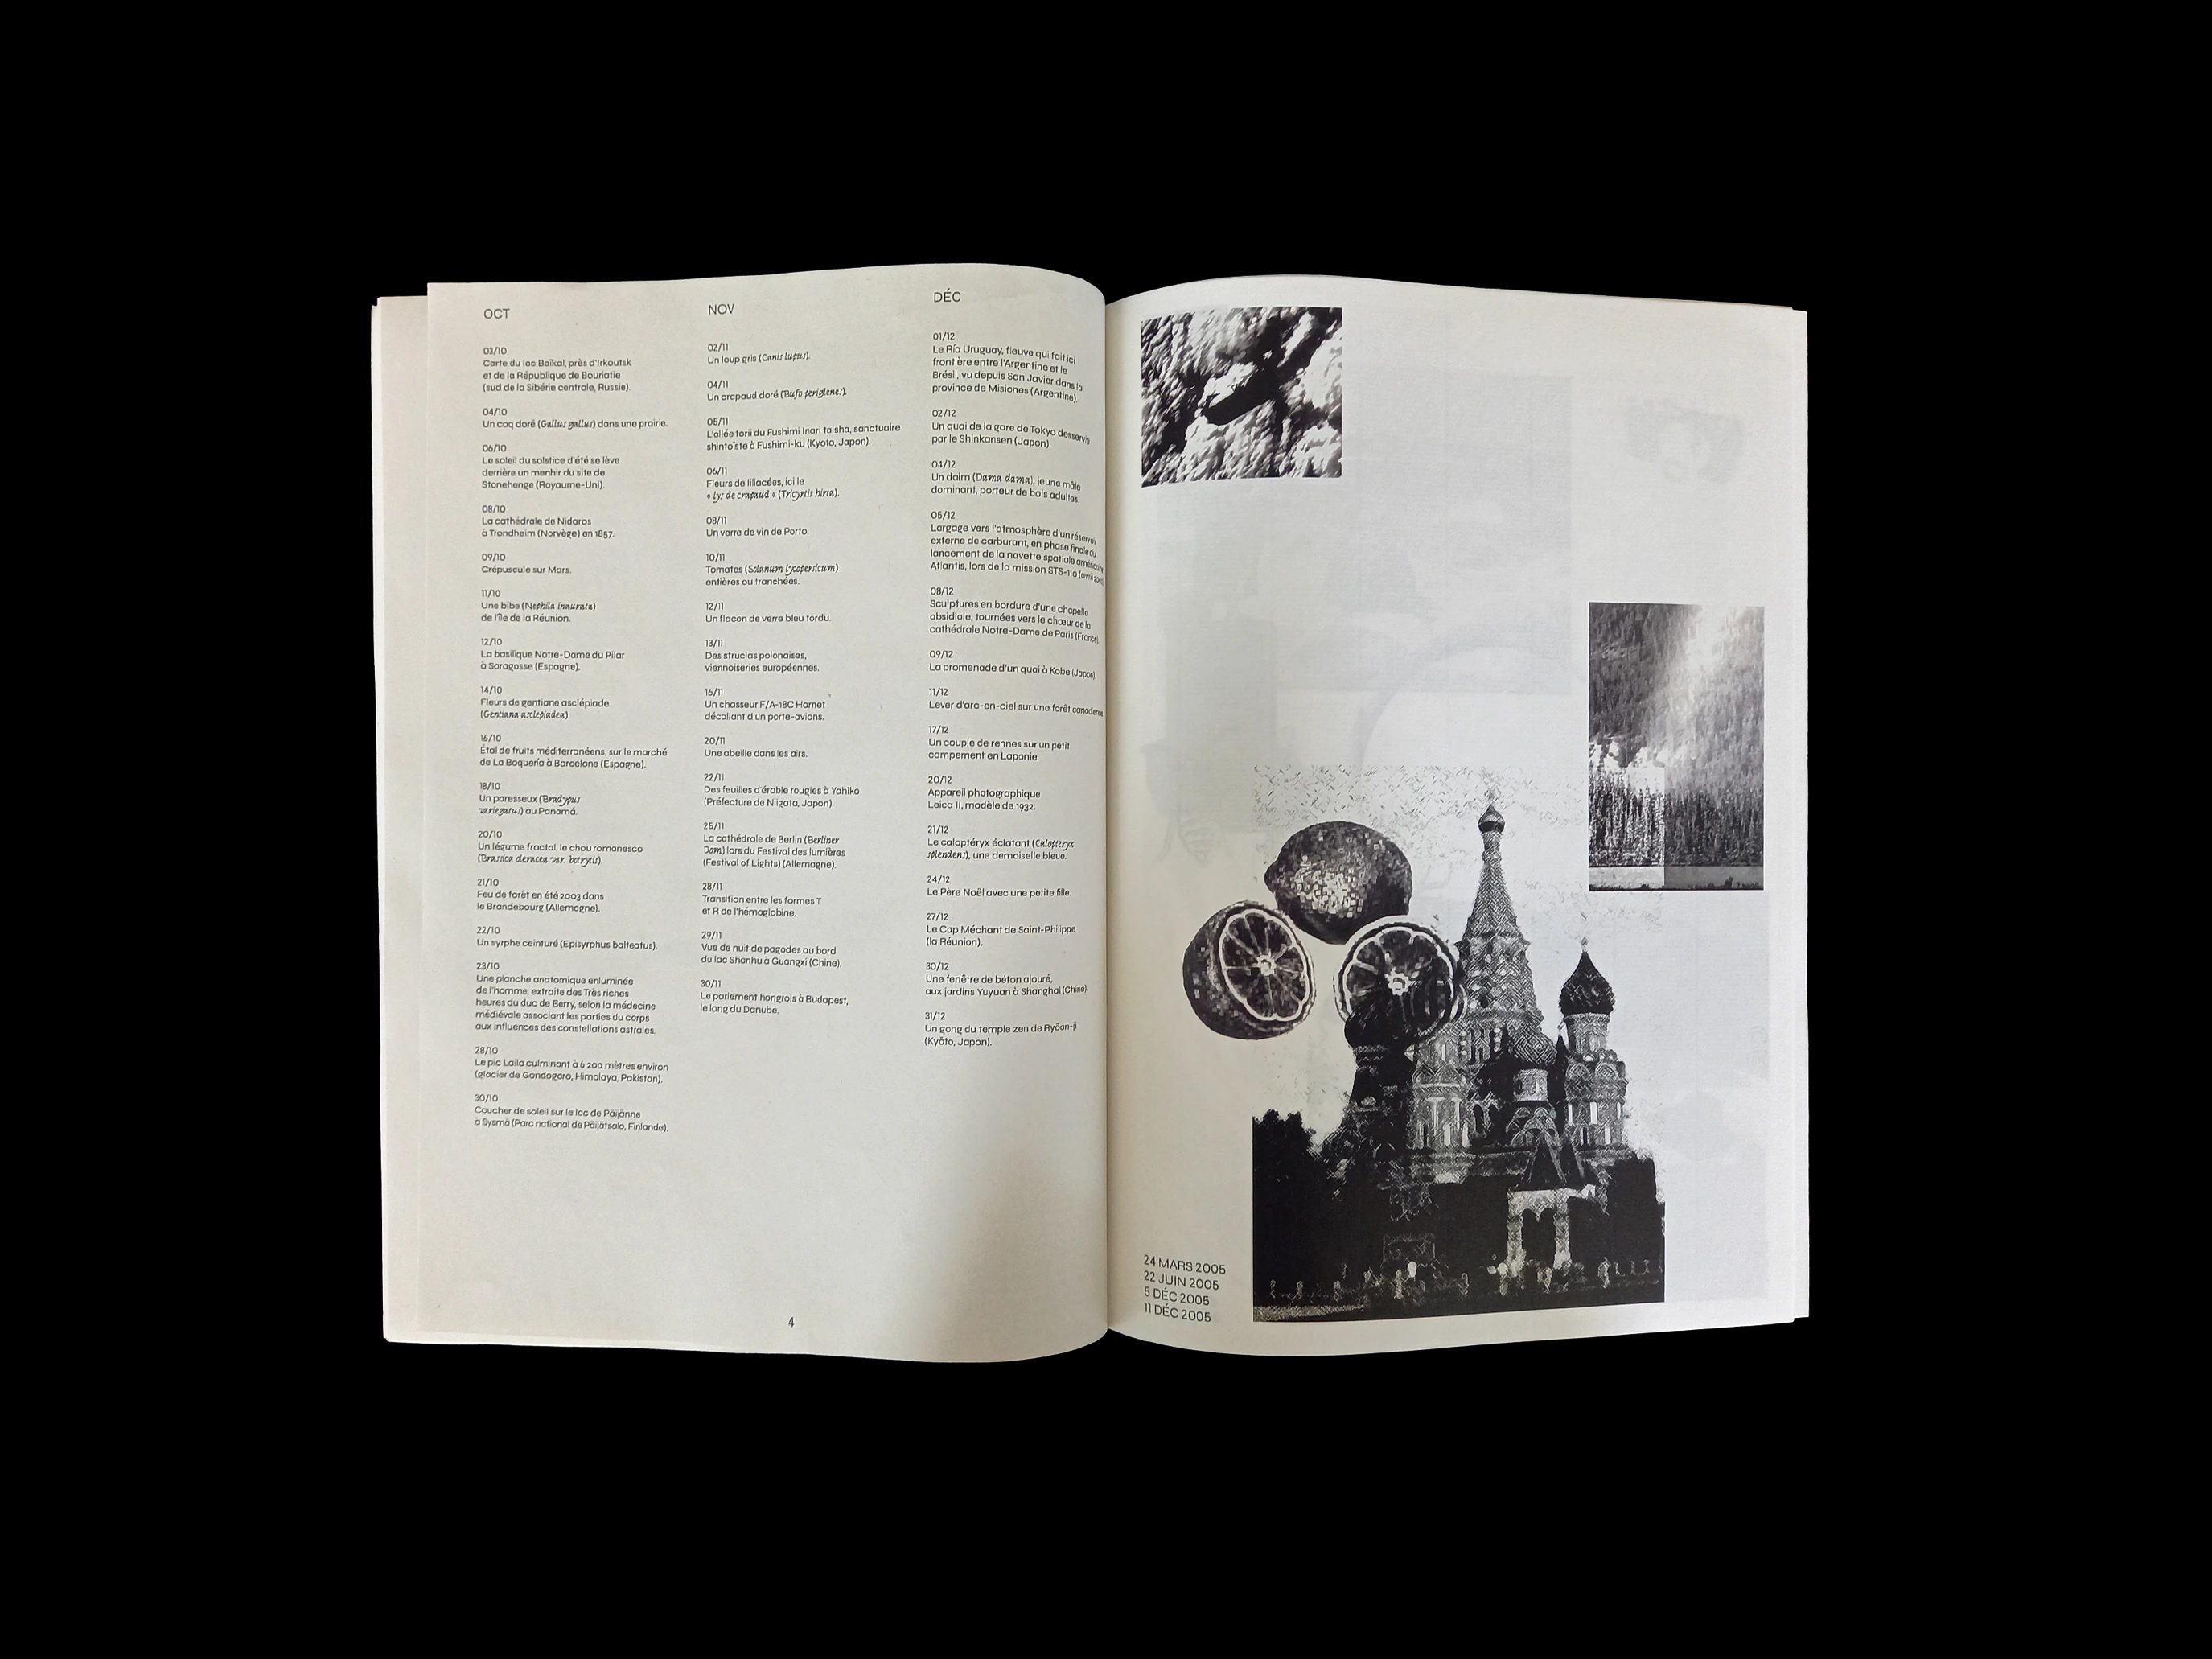 OCT
03/10
Carte du lac Baïkal, près d'Irkoutsk
et de la République de Bouriatie
(sud de la Sibérie centrale, Russie).
04/10
Un coq doré (Gallus gallus) dans une prairie.
06/10
Le soleil du solstice d'été se lève
derrière un menhir du site de
Stonehenge (Royaume-Uni).
08/10
La cathédrale de Nidaros
à Trondheim (Norvège) en 1857.
09/10
Crépuscule sur Mars.
11/10
Une bibe (Nephila inaurata)
de l'île de la Réunion.
12/10
La basilique Notre-Dame du Pilar
à Saragosse (Espagne).
14/10
Fleurs de gentiane asclépiade
(Genciana asclepiadea).
16/10
Étal de fruits méditerranéens, sur le marché
de La Boquería à Barcelone (Espagne).
18/10
Un paresseux (Bradypus
variegatus) au Panamá.
20/10
Un légume fractal, le chou romanesco
(Brassica oleracea var. botrytis).
21/10
Feu de forêt en été 2003 dans
le Brandebourg (Allemagne).
22/10
Un syrphe ceinturé (Episyrphus balteatus).
23/10
Une planche anatomique enluminée
de l'homme, extraite des Très riches
heures du duc de Berry, selon la médecine
médiévale associant les parties du corps
aux influences des constellations astrales.
28/10
Le pic Laila culminant à 6 200 mètres environ
(glacier de Gondogoro, Himalaya, Pakistan).
30/10
Coucher de soleil sur le lac de Päijänne
à Sysmä (Parc national de Päijätsalo, Finlande).
NOV
02/11
Un loup gris (Canis lupus).
04/11
Un crapaud doré (Bufo periglenes).
05/11
L'allée torii du Fushimi Inari taisha, sanctuaire
shintoïste à Fushimi-ku (Kyoto, Japon).
06/11
Fleurs de liliacées, ici le
« lys de crapaud » (Tricyrtis hirta).
08/11
Un verre de vin de Porto.
10/11
Tomates (Solanum lycopersicum)
entières ou tranchées.
12/11
Un flacon de verre bleu tordu.
13/11
Des struclas polonaises,
viennoiseries européennes.
16/11
Un chasseur F/A-18C Hornet
décollant d'un porte-avions.
20/11
Une abeille dans les airs.
22/11
Des feuilles d'érable rougies à Yahiko
(Préfecture de Niigata, Japon).
25/11
La cathédrale de Berlin (Berliner
Dom) lors du Festival des lumières
(Festival of Lights) (Allemagne).
28/11
Transition entre les formes T
et R de l'hémoglobine.
29/11
Vue de nuit de pagodes au bord
du lac Shanhu à Guangxi (Chine).
30/11
Le parlement hongrois à Budapest,
le long du Danube.
DÉC
01/12
Le Río Uruguay, fleuve qui fait ici
frontière entre l'Argentine et le
Brésil, vu depuis San Javier dans la
province de Misiones (Argentine).
02/12
Un quai de la gare de Tokyo desservie
par le Shinkansen (Japon).
04/12
Un daim (Dama dama), jeune mâle
dominant, porteur de bois adultes.
05/12
Largage vers l'atmosphère d'un réservoir
externe de carburant, en phase finale du
lancement de la navette spatiale américaine
Atlantis, lors de la mission STS-110 (avril
08/12
Sculptures en bordure d'une chapelle
absidiale, tournées vers le chœur de la
cathédrale Notre-Dame de Paris (France).
09/12
La promenade d'un quai à Kobe (Japon).
11/12
Lever d'arc-en-ciel sur une forêt
17/12
Un couple de rennes sur un petit
campement en Laponie.
20/12
Appareil photographique
Leica II, modèle de 1932.
21/12
Le caloptéryx éclatant (Calopteryx
splendens), une demoiselle bleue.
24/12
Le Père Noël avec une petite fille.
27/12
Le Cap Méchant de Saint-Philippe
(la Réunion).
30/12
Une fenêtre de béton ajouré,
aux jardins Yuyuan à Shanghai (Chine).
31/12
Un gong du temple zen de Ryōan-ji
(Kyōto, Japon).
4
24 MARS 2005
22 JUIN 2005
5 DÉC 2005
11 DÉC 2005